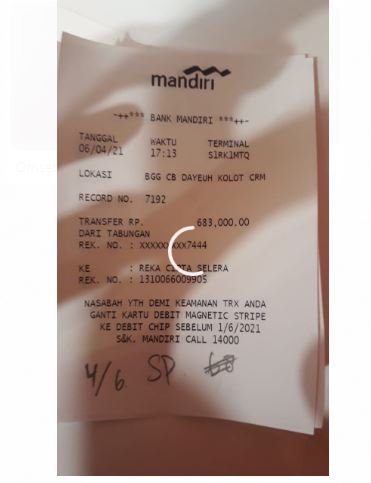 mandiri
-++*** BANK MANDIRI ***++-
TANGGAL WAKTU TERMINAL
06/04/21 17:13 S1RK1MTQ
LOKASI BGG CB DAYEUH KOLOT CRM
RECORD NO. 7192
TRANSFER RP. 683,000.00
DARI TABUNGAN
REK. NO. : XXXXXXXXX7444
KE : REKA CIPTA SELERA
REK. NO. : 1310066009905
NASABAH YTH DEMI KEAMANAN TRX ANDA
GANTI KARTU DEBIT MAGNETIC STRIPE
KE DEBIT CHIP SEBELUM 1/6/2021
S&K. MANDIRI CALL 14000
4/6 SP